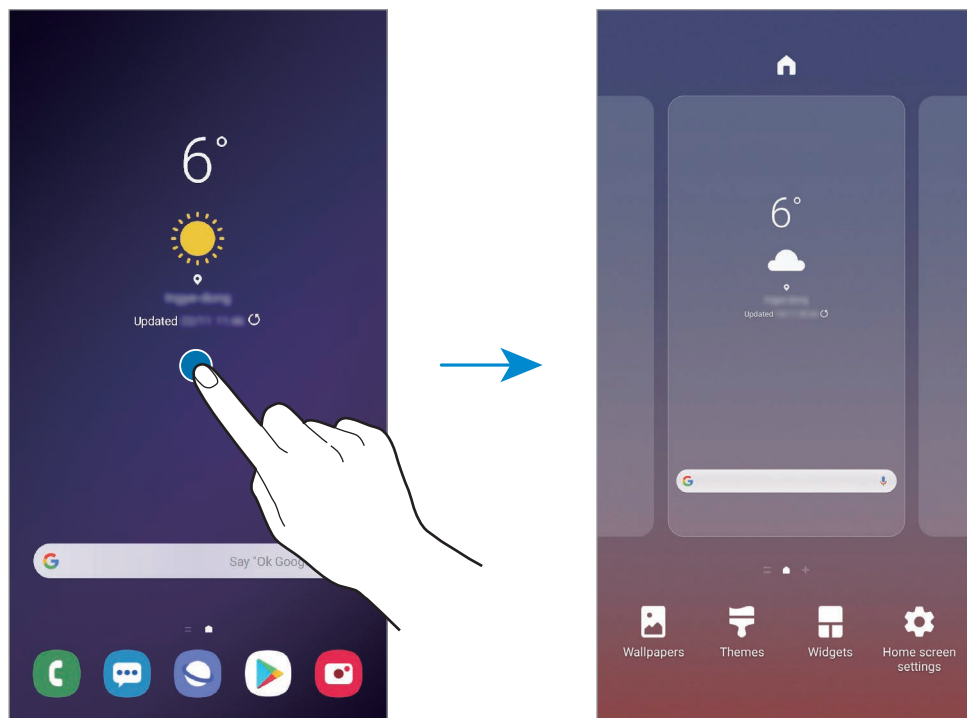 6°
Updated
Say "Ok Goog
6°
Updated
Wallpapers
Themes
Widgets
Home screen
settings